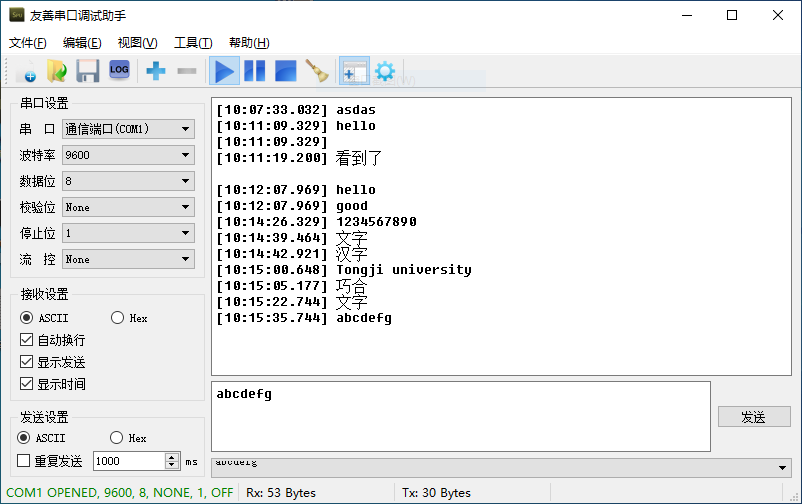 友善串口调试助手
文件(F) 编辑(E) 视图(V) 工具(T) 帮助(H)
LOG
串口设置
串 口 通信端口(COM1)
波特率 9600
数据位 8
校验位 None
停止位 1
流 控 None
接收设置
ASCII Hex
自动换行
显示发送
显示时间
发送设置
ASCII Hex
重复发送 1000 ms
[10:07:33.032] asdas
[10:11:09.329] hello
[10:11:09.329]
[10:11:19.200] 看到了
[10:12:07.969] hello
[10:12:07.969] good
[10:14:26.329] 1234567890
[10:14:39.464] 文字
[10:14:42.921] 汉字
[10:15:00.648] Tongji university
[10:15:05.177] 巧合
[10:15:22.744] 文字
[10:15:35.744] abcdefg
abcdefg
发送
abcdefg
COM1 OPENED, 9600, 8, NONE, 1, OFF Rx: 53 Bytes Tx: 30 Bytes